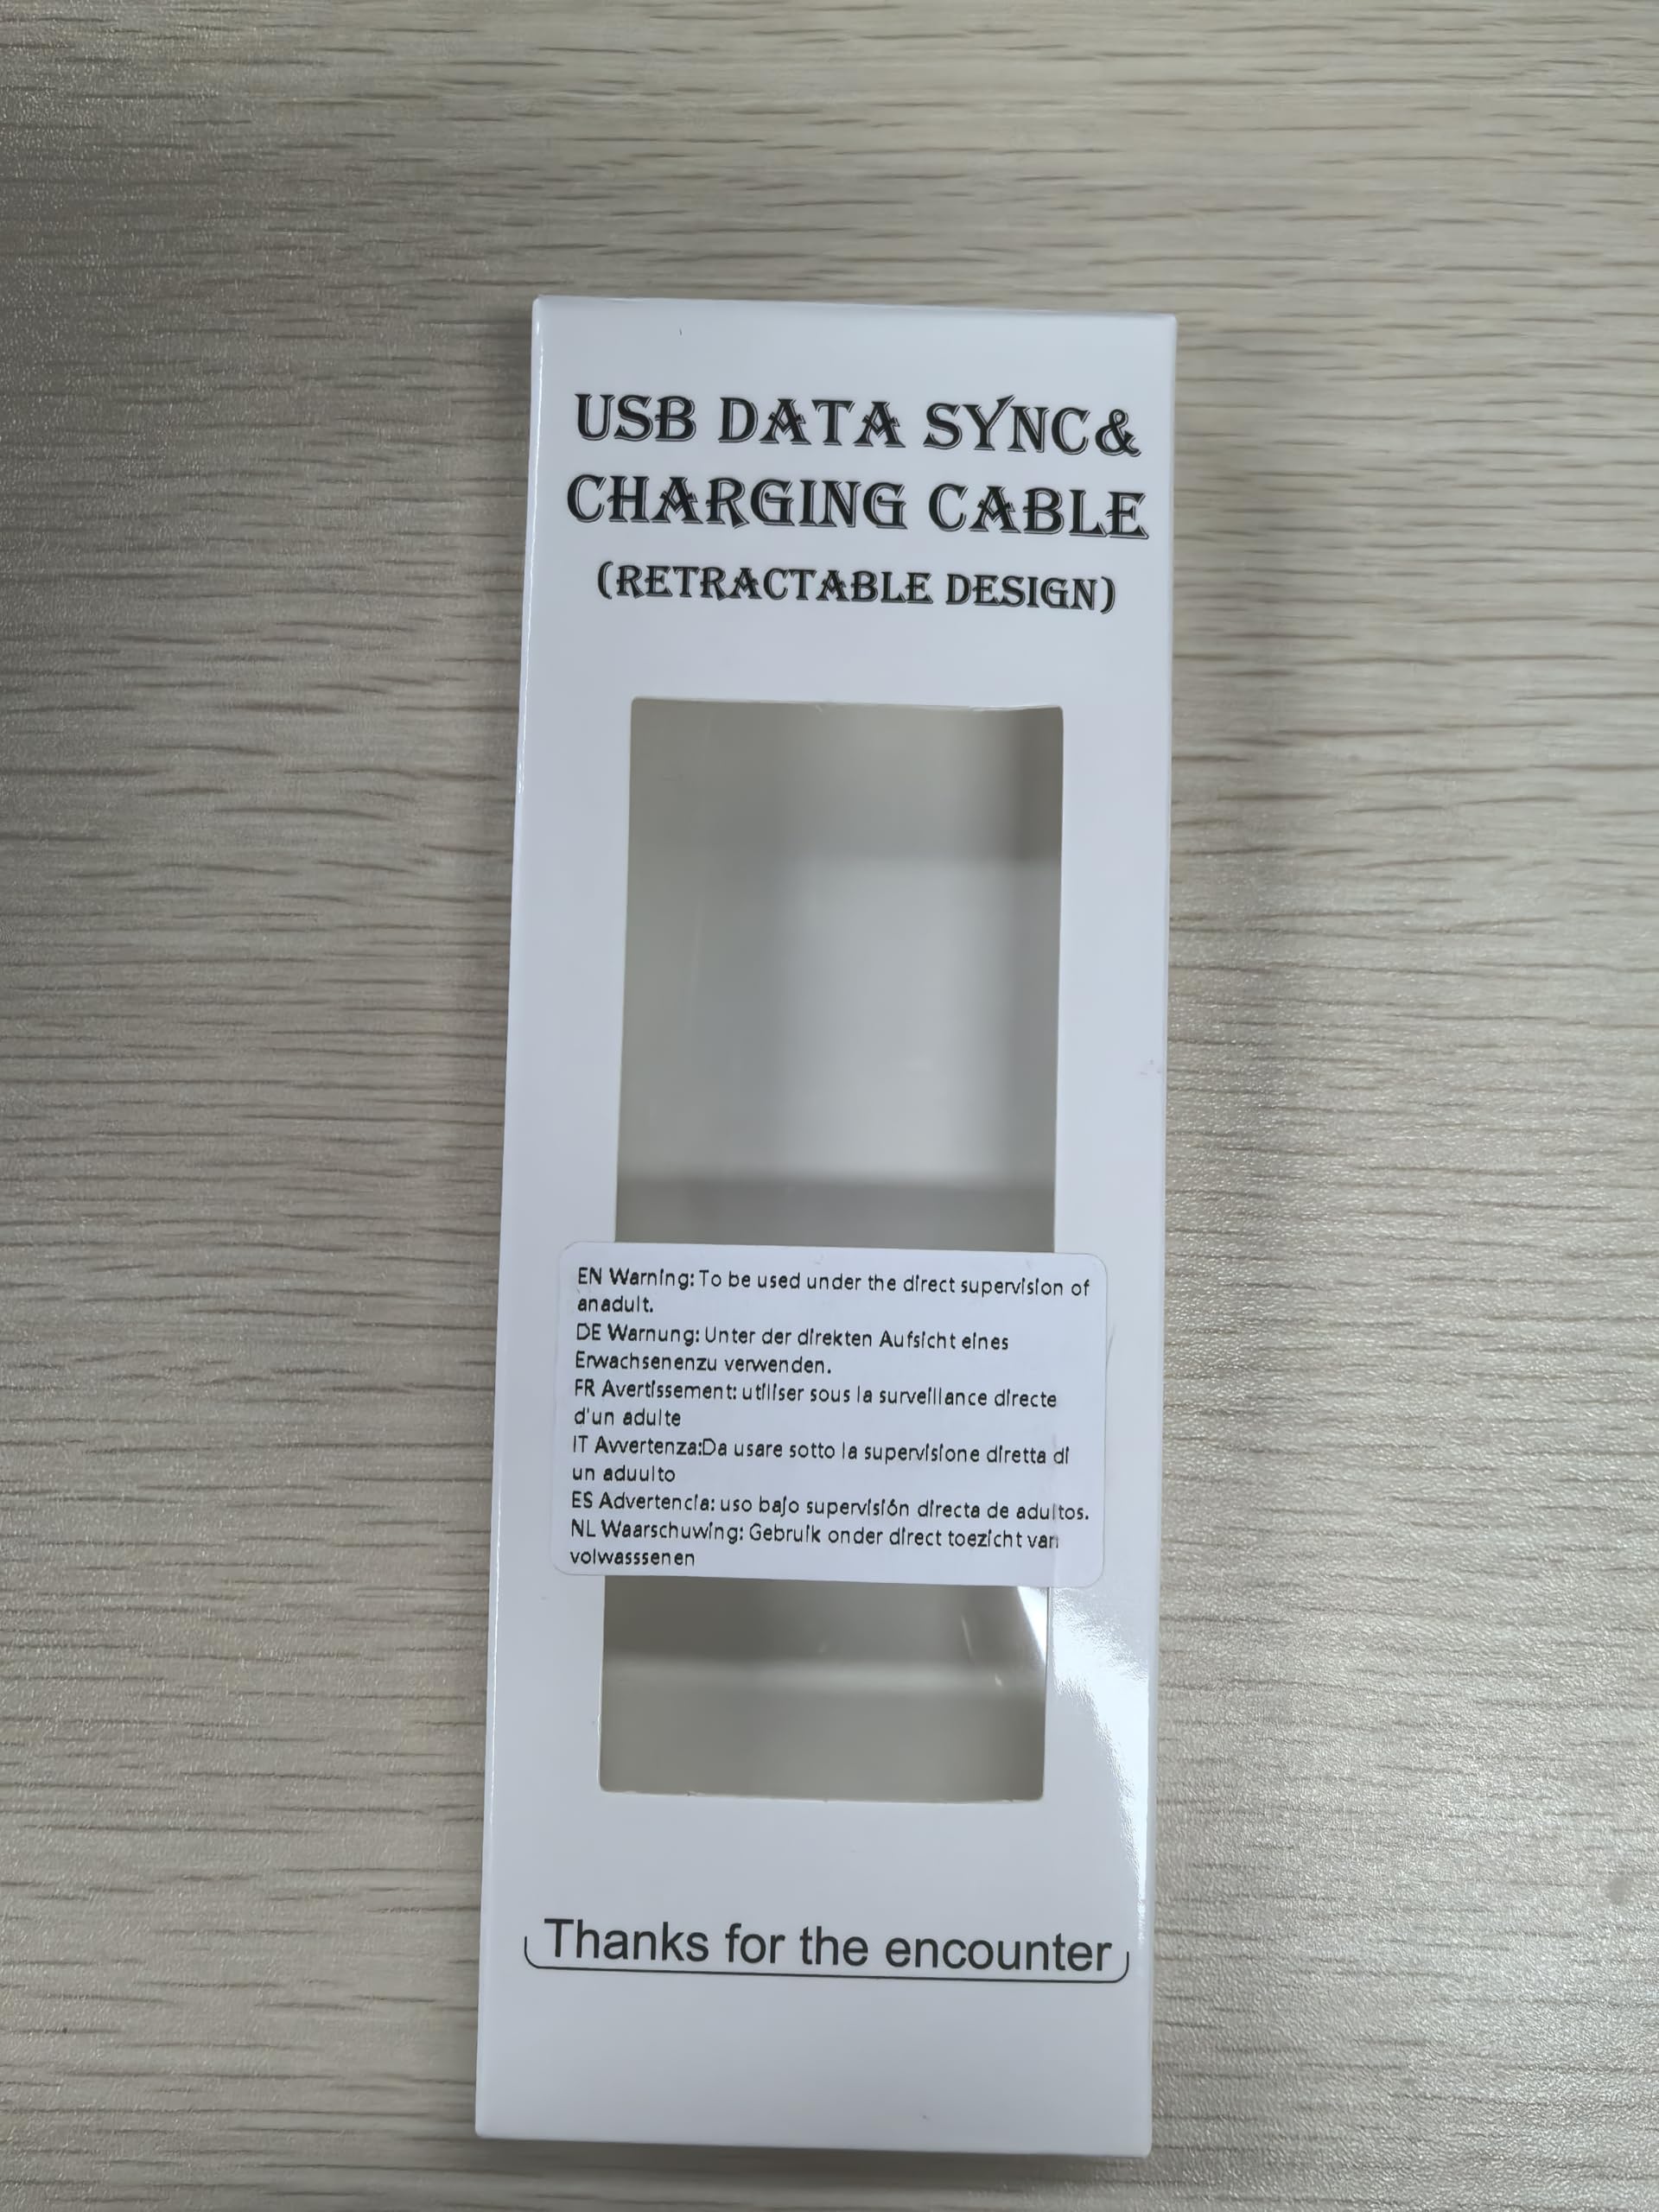 USB DATA SYNC&
CHARGING CABLE
(RETRACTABLE DESIGN)
EN Warning: To be used under the direct supervision of
anadult.
DE Warnung: Unter der direkten Aufsicht eines
Erwachsenenzu verwenden.
FR Avertissement: utiliser sous la surveillance directe
d'un adulte
IT Avvertenza:Da usare sotto la supervisione diretta di
un aduulto
ES Advertencia: uso bajo supervisión directa de adultos.
NL Waarschuwing: Gebruik onder direct toezicht van
volwasssenen
Thanks for the encounter